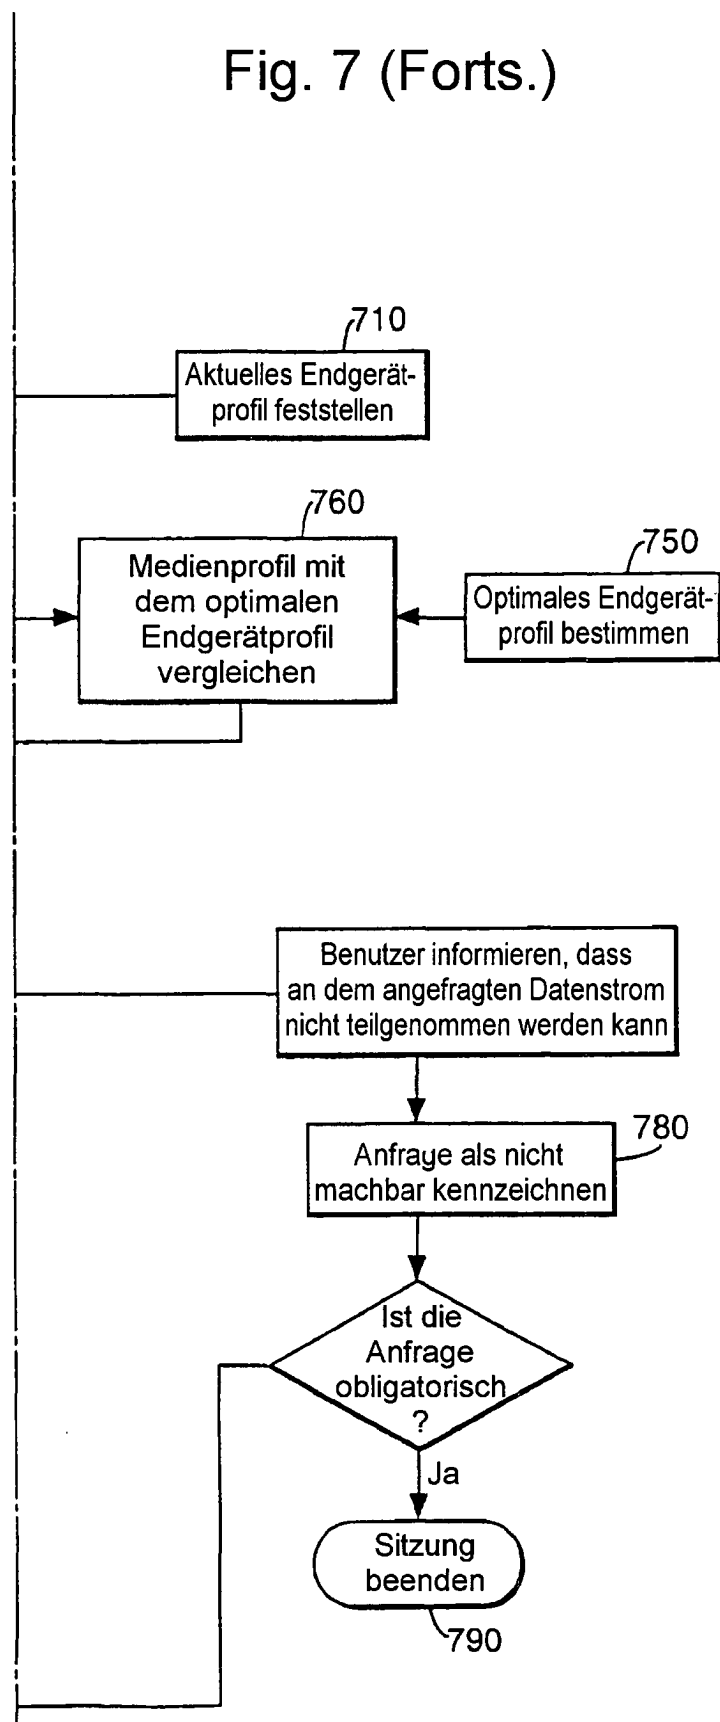 Fig. 7 (Forts.)
710
Aktuelles Endgerät-
profil feststellen
760
Medienprofil mit
dem optimalen
Endgerätprofil
vergleichen
750
Optimales Endgerät-
profil bestimmen
Benutzer informieren, dass
an dem angefragten Datenstrom
nicht teilgenommen werden kann
780
Anfrage als nicht
machbar kennzeichnen
Ist die
Anfrage
obligatorisch
?
Ja
Sitzung
beenden
790